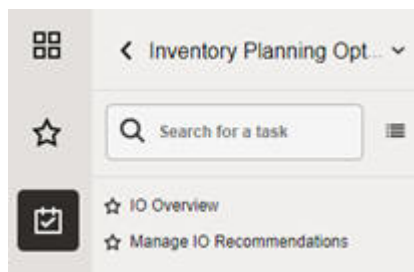 Inventory Planning Opt...
Search for a task
IO Overview
Manage IO Recommendations